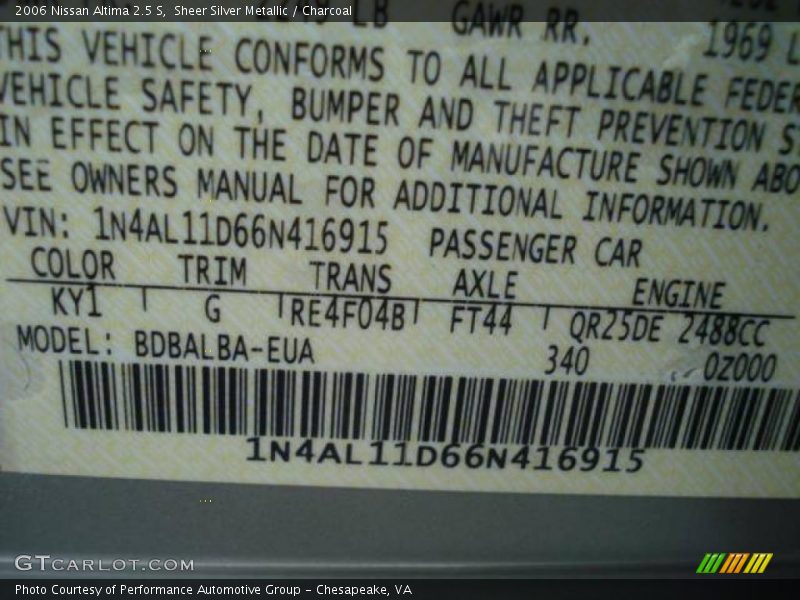 2006 Nissan Altima 2.5 S, Sheer Silver Metallic / Charcoal
LB GAWR RR.
1969 L
THIS VEHICLE CONFORMS TO ALL APPLICABLE FEDER
VEHICLE SAFETY, BUMPER AND THEFT PREVENTION S
IN EFFECT ON THE DATE OF MANUFACTURE SHOWN ABO
SEE OWNERS MANUAL FOR ADDITIONAL INFORMATION.
VIN: 1N4AL11D66N416915 PASSENGER CAR
COLOR TRIM TRANS AXLE ENGINE
KY1 G RE4F04B FT44 QR25DE 2488CC
MODEL: BDBALBA-EUA 340 0Z000
1N4AL11D66N416915
GTCARLOT.COM
Photo Courtesy of Performance Automotive Group - Chesapeake, VA